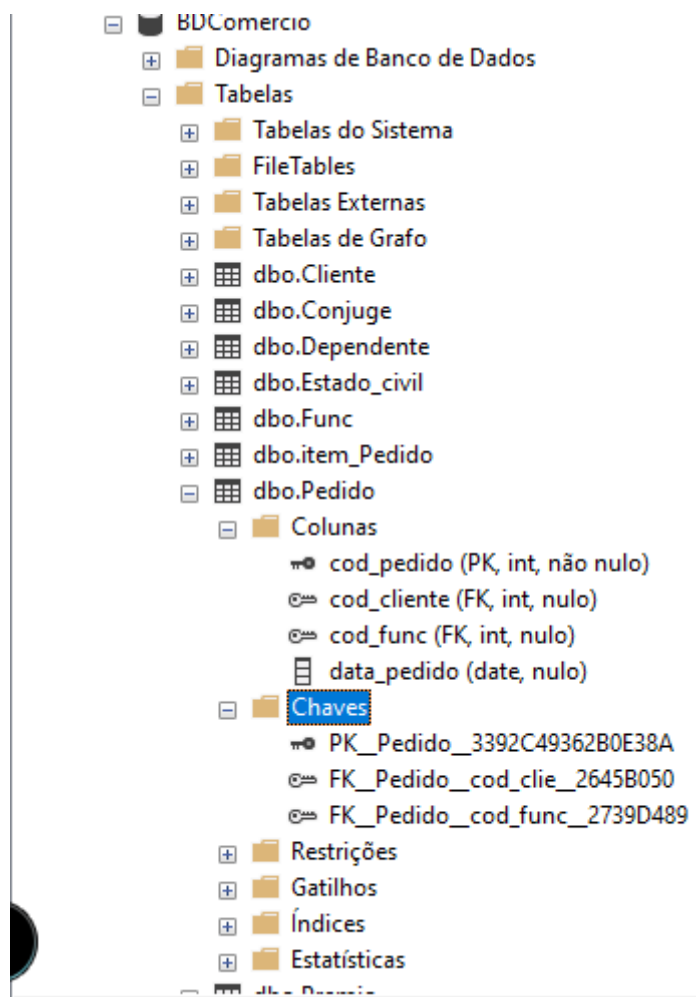 BDComercio
Diagramas de Banco de Dados
Tabelas
Tabelas do Sistema
FileTables
Tabelas Externas
Tabelas de Grafo
dbo.Cliente
dbo.Conjuge
dbo.Dependente
dbo.Estado_civil
dbo.Func
dbo.item_Pedido
dbo.Pedido
Colunas
cod_pedido (PK, int, não nulo)
cod_cliente (FK, int, nulo)
cod_func (FK, int, nulo)
data_pedido (date, nulo)
Chaves
PK__Pedido__3392C49362B0E38A
FK__Pedido__cod_clie__2645B050
FK__Pedido__cod_func__2739D489
Restrições
Gatilhos
Índices
Estatísticas